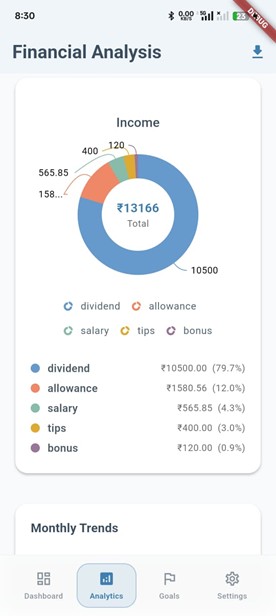 8:30
0.00
KB/S
5G
23
DEBUG
Financial Analysis
Income
120
400
565.85
158...
₹13166
Total
10500
dividend allowance
salary tips bonus
dividend ₹10500.00 (79.7%)
allowance ₹1580.56 (12.0%)
salary ₹565.85 (4.3%)
tips ₹400.00 (3.0%)
bonus ₹120.00 (0.9%)
Monthly Trends
Dashboard Analytics Goals Settings